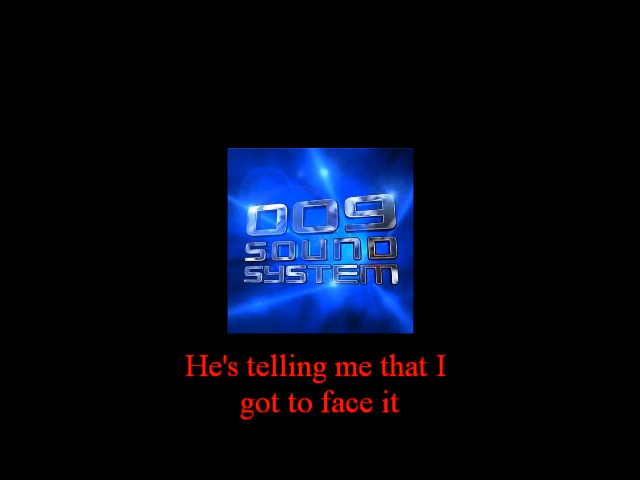 009
SOUND
SYSTEM
He's telling me that I
got to face it